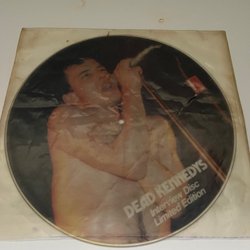 DEAD KENNEDYS
Interview Disc
Limited Edition